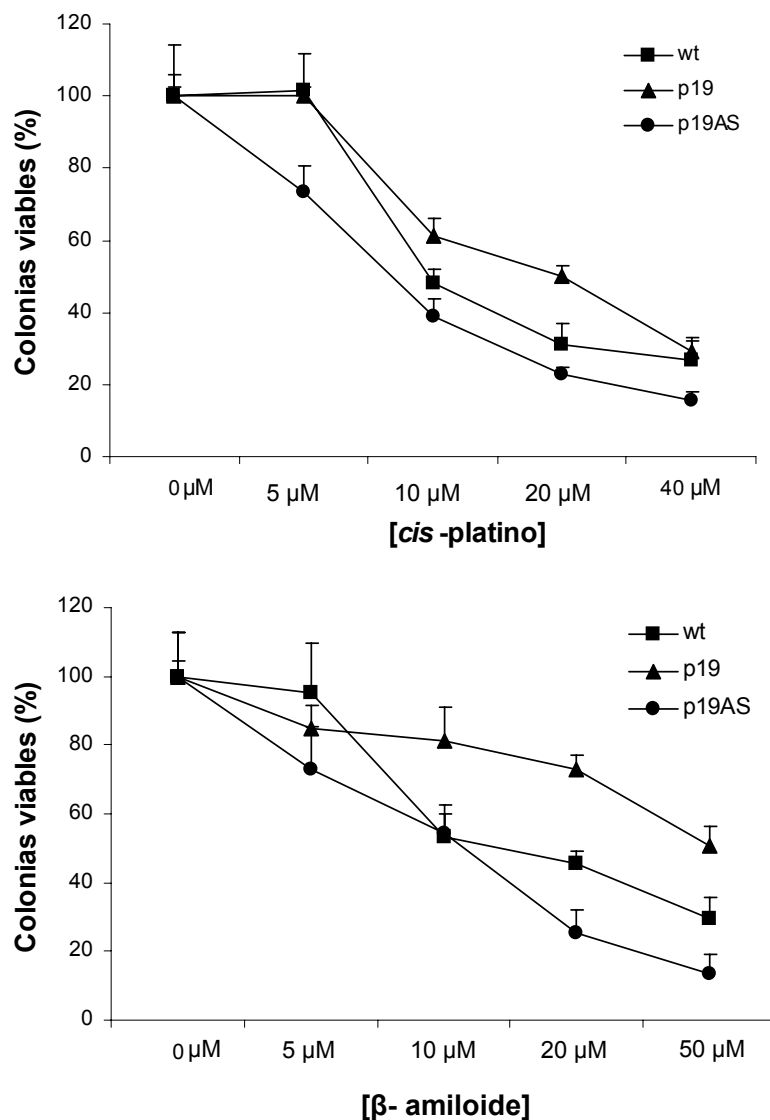 120
100
80
60
40
20
0
Colonias viables (%)
wt
p19
p19AS
0 µM
5 µM
10 µM
20 µM
40 µM
[cis -platino]
120
100
80
60
40
20
0
Colonias viables (%)
wt
p19
p19AS
0 µM
5 µM
10 µM
20 µM
50 µM
[β- amiloide]